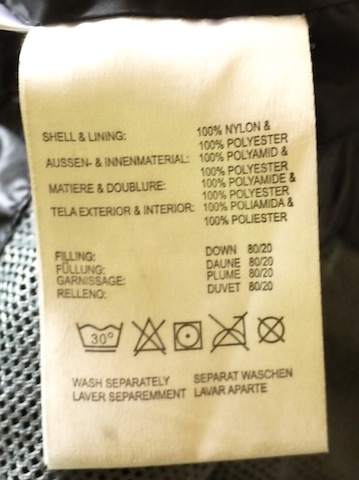 SHELL & LINING: 100% NYLON &
100% POLYESTER
AUSSEN- & INNENMATERIAL: 100% POLYAMID &
100% POLYESTER
MATIERE & DOUBLURE: 100% POLYAMIDE &
100% POLYESTER
TELA EXTERIOR & INTERIOR: 100% POLIAMIDA &
100% POLIESTER
FILLING: DOWN 80/20
FÜLLUNG: DAUNE 80/20
GARNISSAGE: PLUME 80/20
RELLENO: DUVET 80/20
30°
WASH SEPARATELY SEPARAT WASCHEN
LAVER SEPAREMMENT LAVAR APARTE